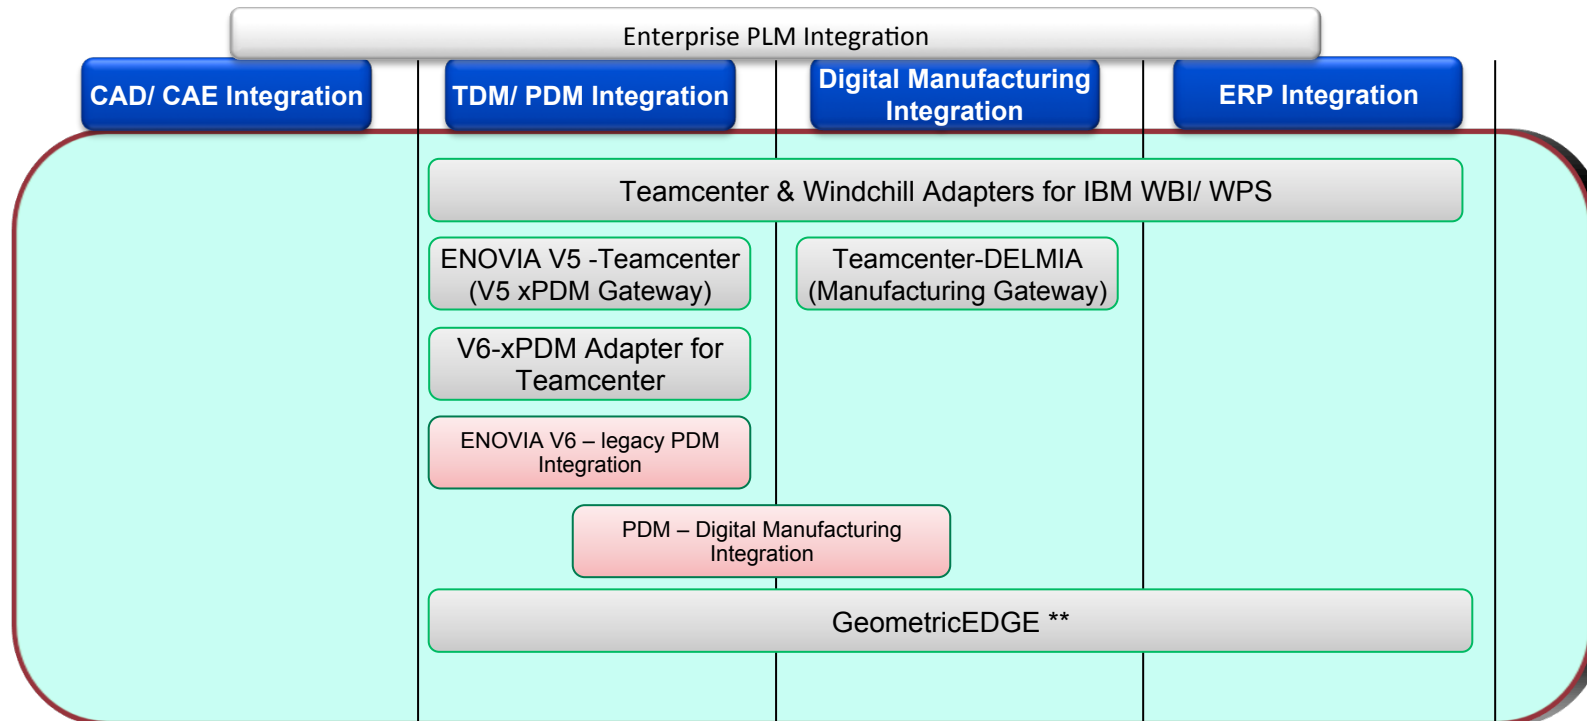 Enterprise PLM Integration
CAD/ CAE Integration
TDM/ PDM Integration
Digital Manufacturing
Integration
ERP Integration
Teamcenter & Windchill Adapters for IBM WBI/ WPS
ENOVIA V5 -Teamcenter
(V5 xPDM Gateway)
Teamcenter-DELMIA
(Manufacturing Gateway)
V6-xPDM Adapter for
Teamcenter
ENOVIA V6 – legacy PDM
Integration
PDM – Digital Manufacturing
Integration
GeometricEDGE **